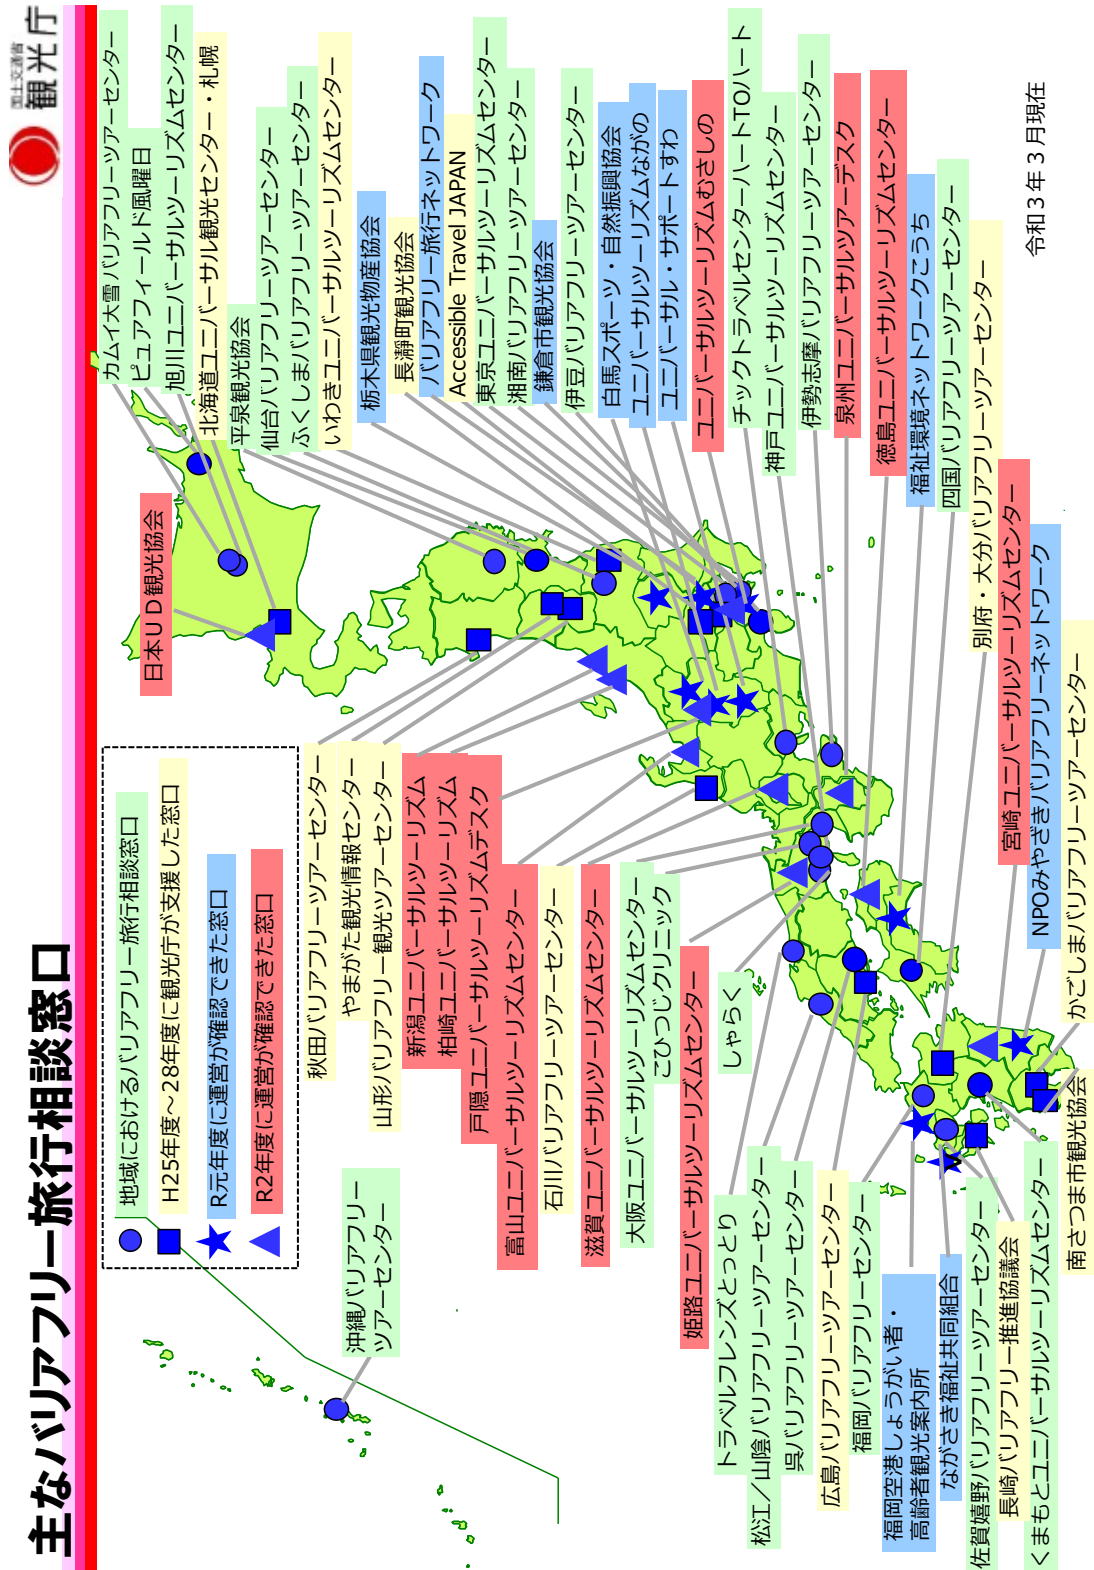 主なバリアフリー旅行相談窓口
国土交通省
観光庁
地域におけるバリアフリー旅行相談窓口
H25年度～28年度に観光庁が支援した窓口
R元年度に運営が確認できた窓口
R2年度に運営が確認できた窓口
日本ＵＤ観光協会
カムイ大雪バリアフリーツアーセンター
ピュアフィールド風曜日
旭川ユニバーサルツーリズムセンター
北海道ユニバーサル観光センター・札幌
平泉観光協会
仙台バリアフリーツアーセンター
ふくしまバリアフリーツアーセンター
いわきユニバーサルツーリズムセンター
栃木県観光物産協会
長瀞町観光協会
バリアフリー旅行ネットワーク
Accessible Travel JAPAN
東京ユニバーサルツーリズムセンター
湘南バリアフリーツアーセンター
鎌倉市観光協会
伊豆バリアフリーツアーセンター
白馬スポーツ・自然振興協会
ユニバーサルツーリズムながの
ユニバーサル・サポートすわ
ユニバーサルツーリズムむさしの
チックトラベルセンターハートTOハート
神戸ユニバーサルツーリズムセンター
伊勢志摩バリアフリーツアーセンター
泉州ユニバーサルツアーデスク
徳島ユニバーサルツーリズムセンター
福祉環境ネットワークこうち
四国バリアフリーツアーセンター
別府・大分バリアフリーツーリズムセンター
宮崎ユニバーサルツーリズムセンター
NPOみやざきバリアフリーネットワーク
かごしまバリアフリーツアーセンター
秋田バリアフリーツアーセンター
やまがた観光情報センター
山形バリアフリー観光ツアーセンター
新潟ユニバーサルツーリズム
柏崎ユニバーサルツーリズム
戸隠ユニバーサルツーリズムデスク
富山ユニバーサルツーリズムセンター
石川バリアフリーツアーセンター
滋賀ユニバーサルツーリズムセンター
大阪ユニバーサルツーリズムセンター
こひつじクリニック
姫路ユニバーサルツーリズムセンター
しゃらく
トラベルフレンズとっとり
松江／山陰バリアフリーツアーセンター
呉バリアフリーツアーセンター
広島バリアフリーツアーセンター
福岡バリアフリーセンター
福岡空港しょうがい者・
高齢者観光案内所
ながさき福祉共同組合
佐賀嬉野バリアフリーツアーセンター
長崎バリアフリー推進協議会
くまもとユニバーサルツーリズムセンター
南さつま市観光協会
沖縄バリアフリー
ツアーセンター
令和３年３月現在